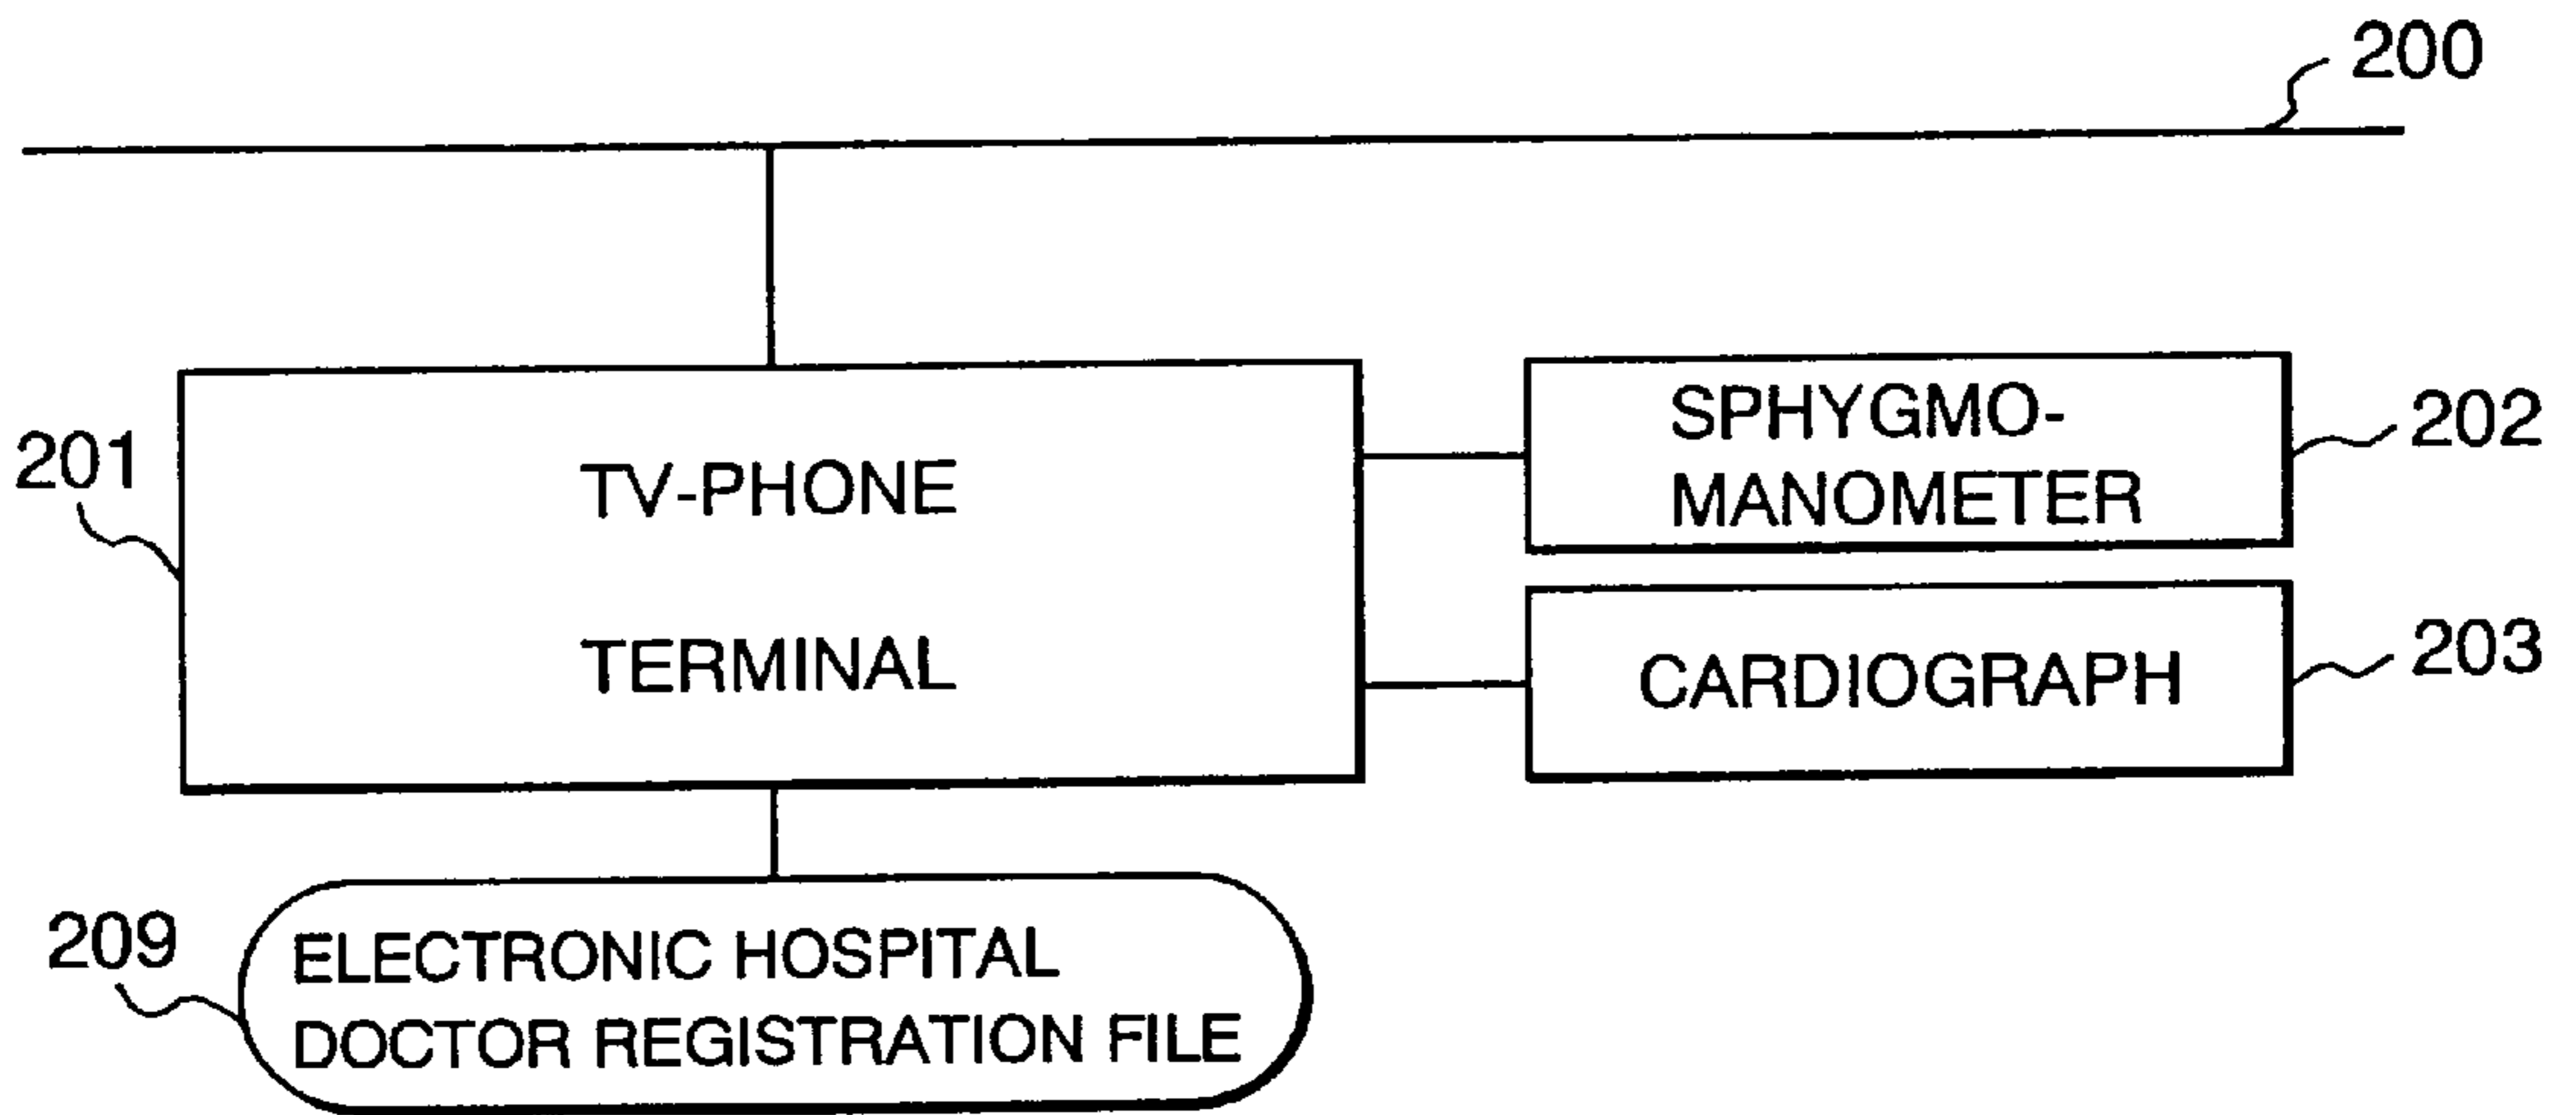 200
201
TV-PHONE
TERMINAL
SPHYGMO-
MANOMETER
202
CARDIOGRAPH
203
209
ELECTRONIC HOSPITAL
DOCTOR REGISTRATION FILE